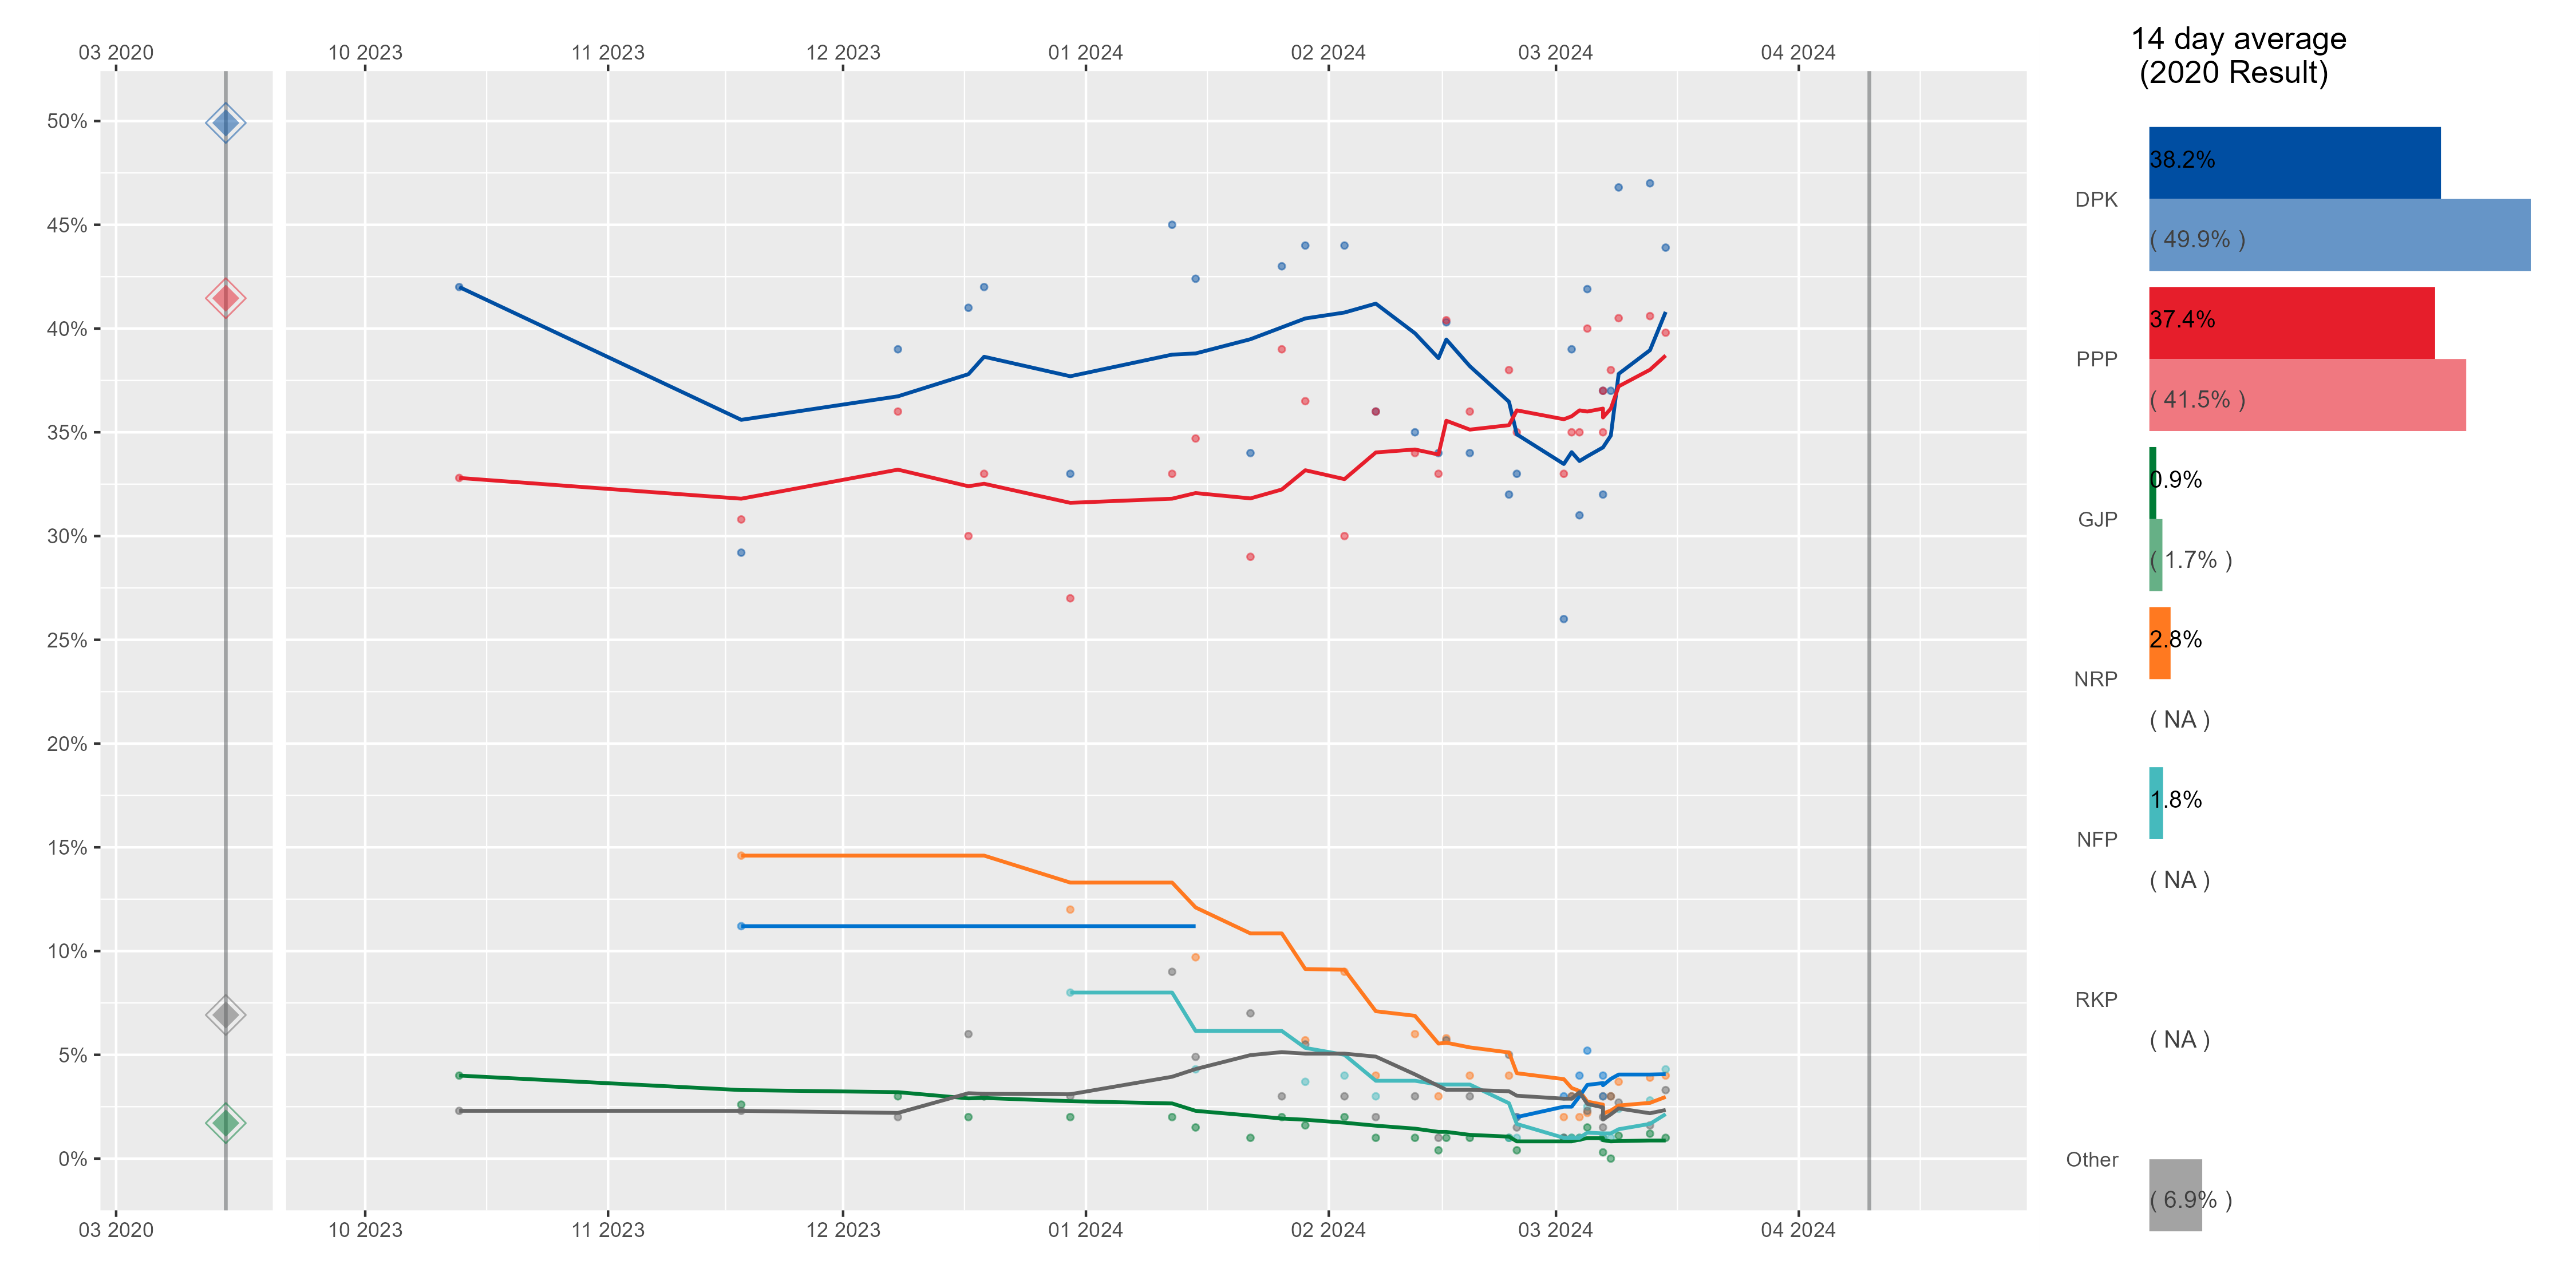 03 2020 10 2023 11 2023 12 2023 01 2024 02 2024 03 2024 04 2024
14 day average
(2020 Result)
50%
45%
40%
35%
30%
25%
20%
15%
10%
5%
0%
03 2020 10 2023 11 2023 12 2023 01 2024 02 2024 03 2024 04 2024
DPK
38.2%
( 49.9% )
PPP
37.4%
( 41.5% )
GJP
0.9%
( 1.7% )
NRP
2.8%
( NA )
NFP
1.8%
( NA )
RKP
( NA )
Other
( 6.9% )